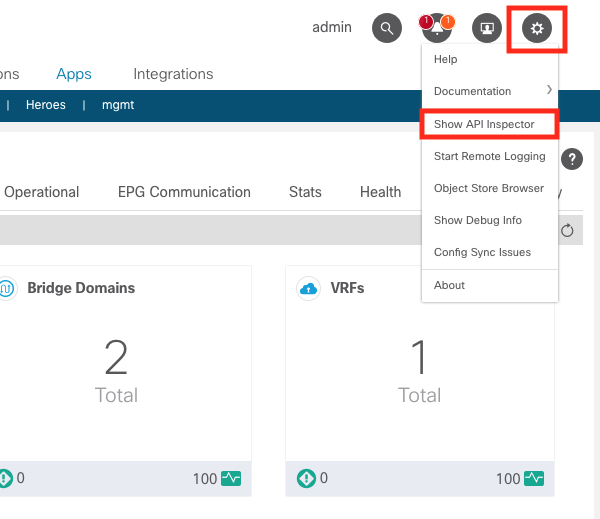 admin
1
1
ons
Apps
Integrations
| Heroes | mgmt
Help
Documentation
Show API Inspector
Start Remote Logging
Object Store Browser
Show Debug Info
Config Sync Issues
About
?
Operational
EPG Communication
Stats
Health
y
Bridge Domains
2
Total
0
100
VRFs
1
Total
0
100